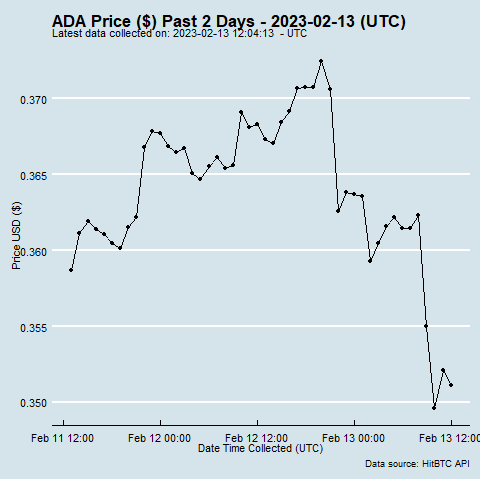 ADA Price ($) Past 2 Days - 2023-02-13 (UTC)
Latest data collected on: 2023-02-13 12:04:13 - UTC
0.370
0.365
0.360
0.355
0.350
Price USD ($)
Feb 11 12:00 Feb 12 00:00 Feb 12 12:00 Feb 13 00:00 Feb 13 12:00
Date Time Collected (UTC)
Data source: HitBTC API